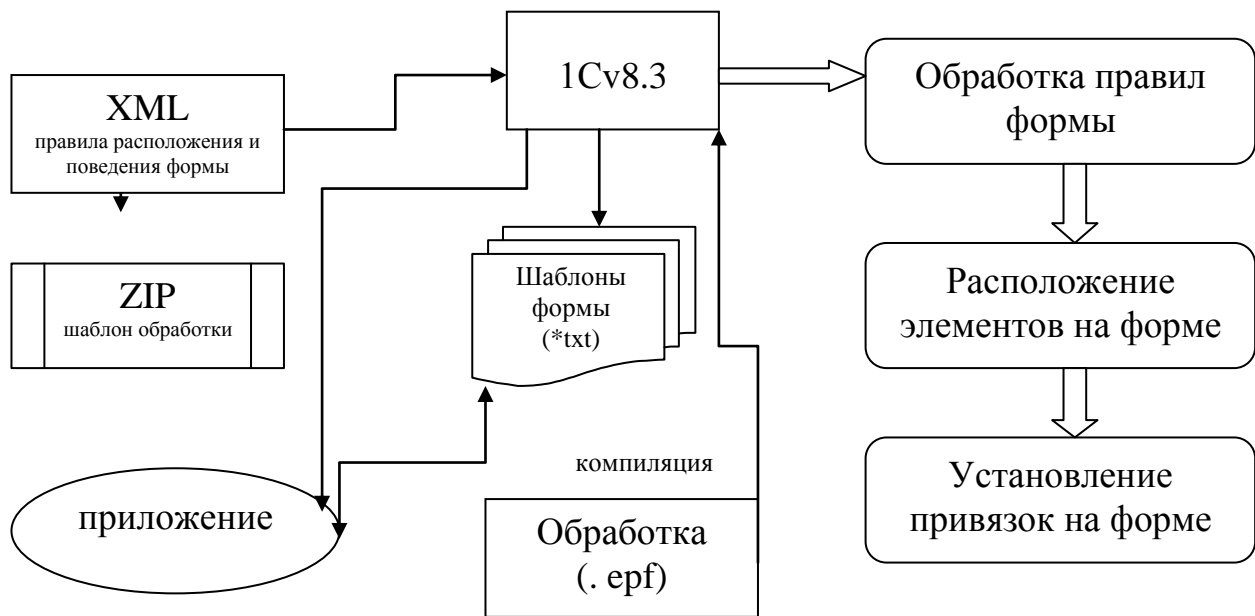 XML
правила расположения и
поведения формы
ZIP
шаблон обработки
приложение
1Cv8.3
Шаблоны
формы
(*txt)
компиляция
Обработка
(. epf)
Обработка правил
формы
Расположение
элементов на форме
Установление
привязок на форме